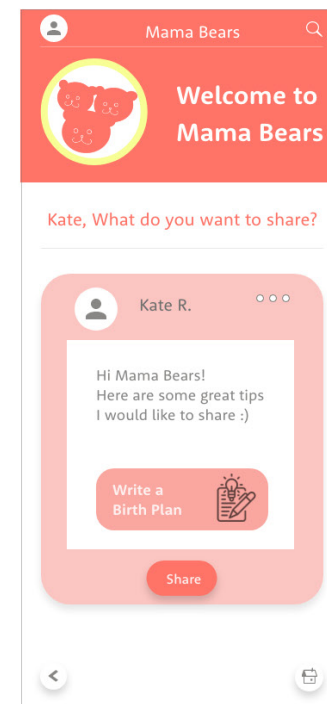 Mama Bears
Welcome to
Mama Bears
Kate, What do you want to share?
Kate R.
Hi Mama Bears!
Here are some great tips
I would like to share :)
Write a
Birth Plan
Share